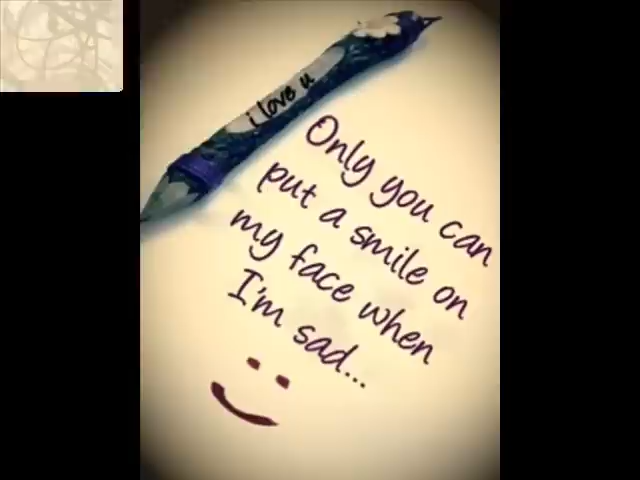 i love u
Only you can
put a smile on
my face when
I'm sad...